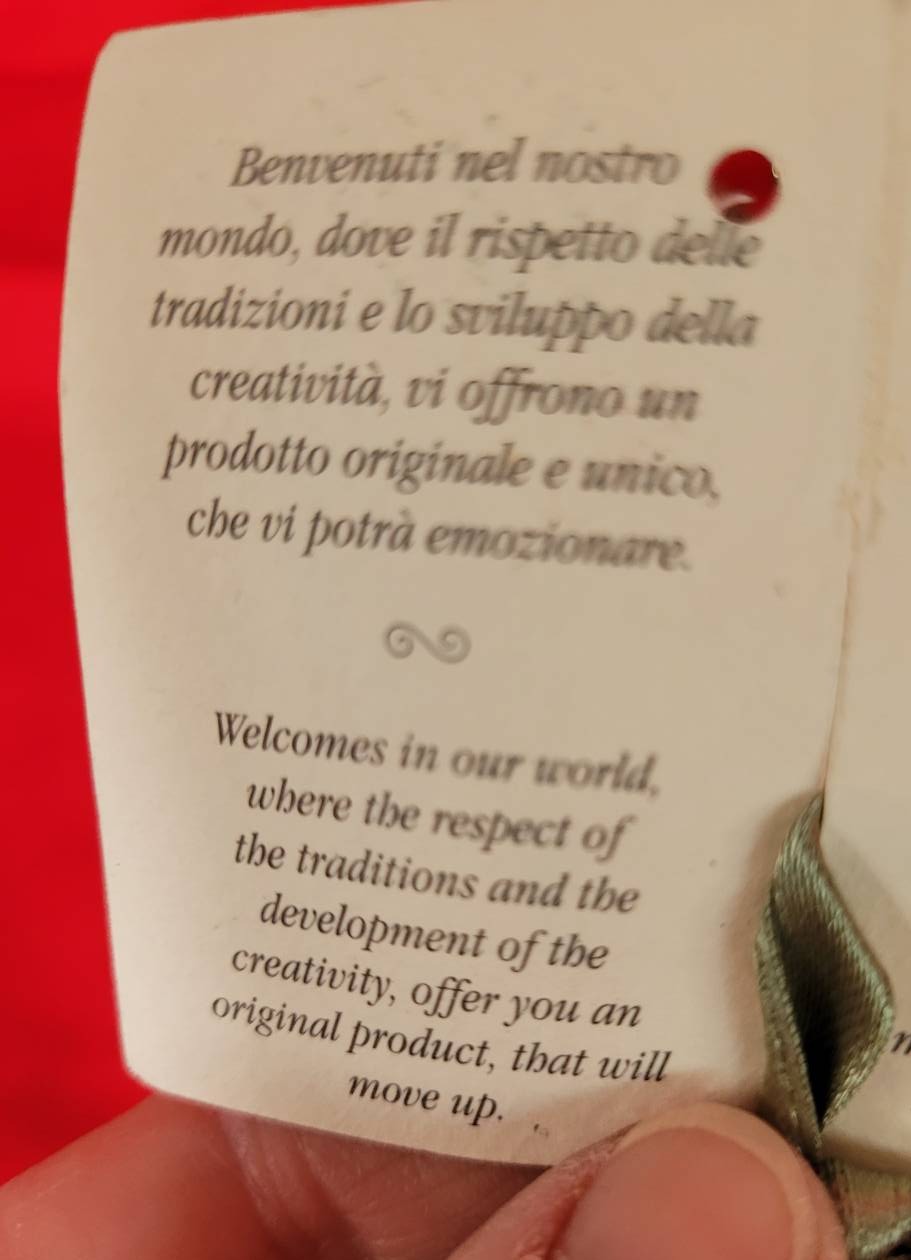 Benvenuti nel nostro
mondo, dove il rispetto delle
tradizioni e lo sviluppo della
creatività, vi offrono un
prodotto originale e unico,
che vi potrà emozionare.
Welcomes in our world,
where the respect of
the traditions and the
development of the
creativity, offer you an
original product, that will
move up.